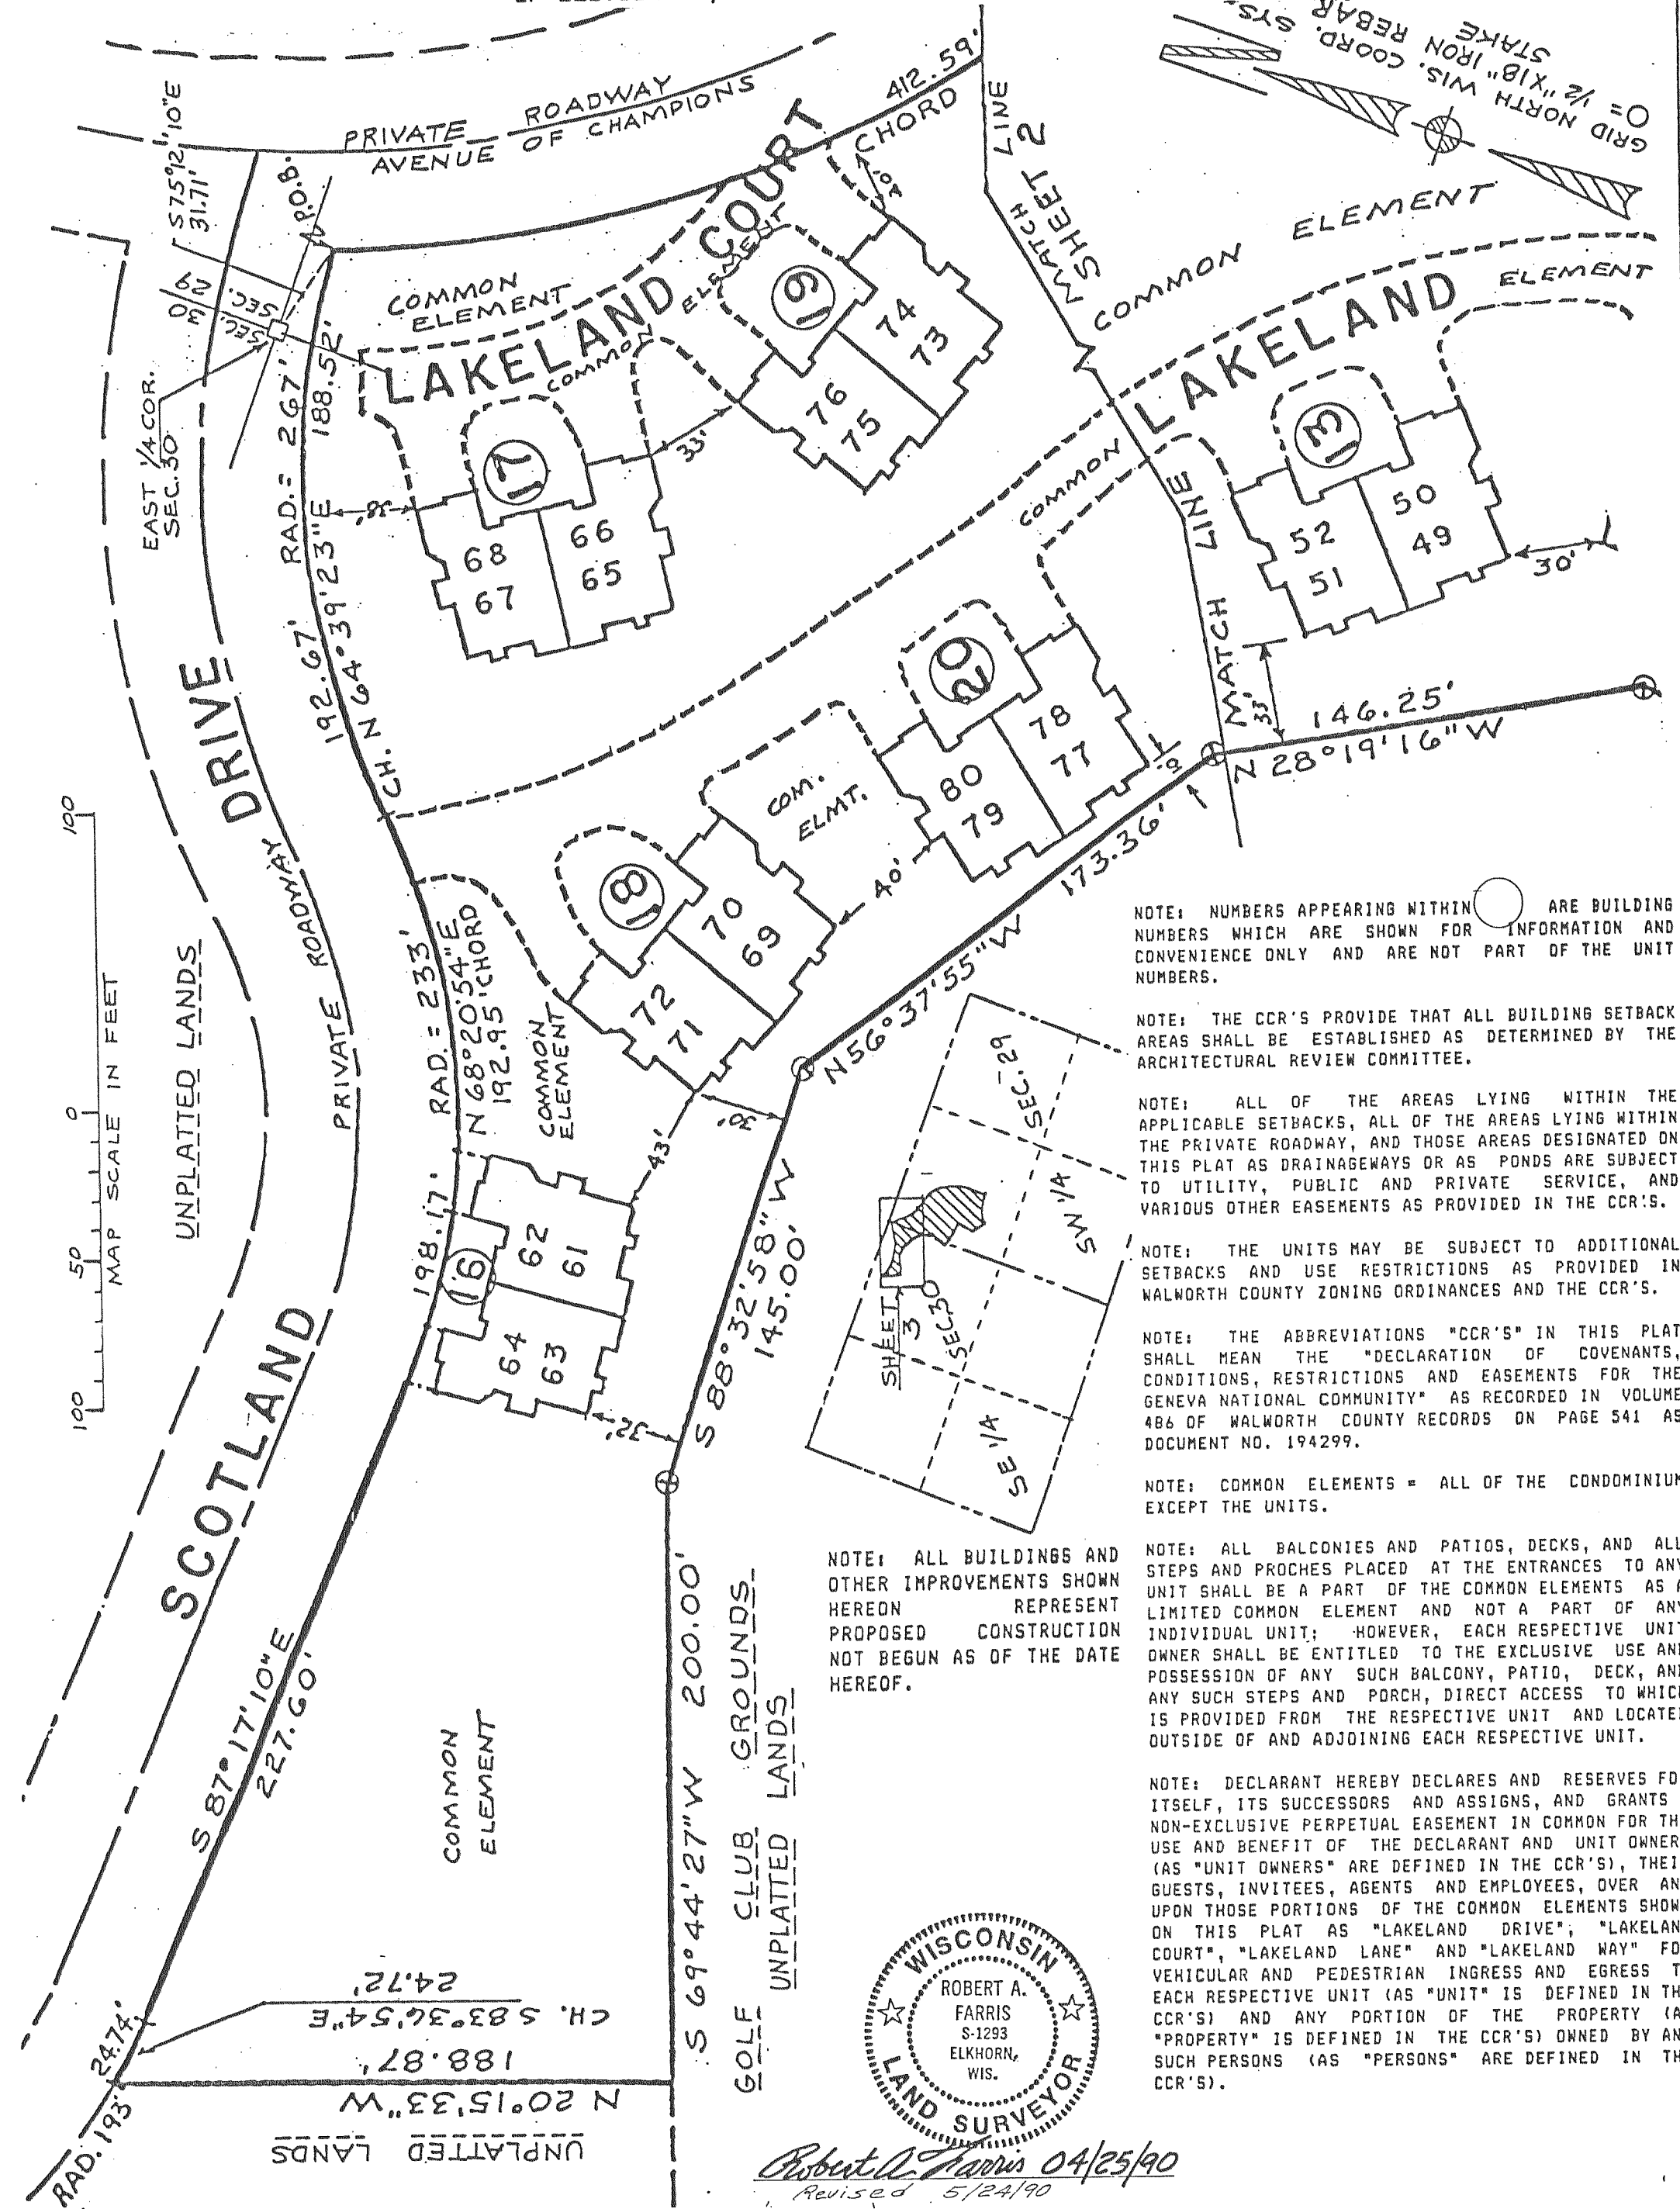 GRID NORTH WIS. COORD. SYS.
O= 1/2"X18" IRON REBAR
STAKE
S75°12'10"E
31.71'
P.O.B.
PRIVATE ROADWAY
AVENUE OF CHAMPIONS
412.59'
CHORD
MATCH LINE
SHEET 2
SEC. 29
SEC. 30
EAST 1/4 COR.
SEC. 30
COMMON
ELEMENT
LAKELAND COURT
COMMON ELEMENT
40'
19
74
73
76
75
33'
17
38'
68
67
66
65
COMMON ELEMENT
LAKELAND
COMMON
ELEMENT
13
52
51
50
49
30'
MATCH LINE
33'
146.25'
N 28°19'16"W
RAD.= 267'
188.52'
192.67'
CH. N 64°39'23"E
20
80
79
78
77
COM.
ELMT.
40'
173.36'
N56°37'55"W
18
70
69
72
71
30'
43'
SCOTLAND DRIVE
PRIVATE ROADWAY
UNPLATTED LANDS
100 50 0 100
MAP SCALE IN FEET
RAD.= 233'
N 68°20'54"E
192.95' CHORD
198.17'
COMMON
ELEMENT
16
62
61
64
63
32'
S 88°32'58"W
145.00'
SEC. 29
SW 1/4
SHEET
3
SEC.30
SE 1/4
S 87°17'10"E
227.60'
COMMON
ELEMENT
S 69°44'27"W 200.00'
GOLF CLUB GROUNDS
UNPLATTED LANDS
24.74'
CH. S 83°36'54"E
24.72'
188.87'
N 20°15'33"W
UNPLATTED LANDS
RAD. 193'
NOTE: NUMBERS APPEARING WITHIN ARE BUILDING
NUMBERS WHICH ARE SHOWN FOR INFORMATION AND
CONVENIENCE ONLY AND ARE NOT PART OF THE UNIT
NUMBERS.
NOTE: THE CCR'S PROVIDE THAT ALL BUILDING SETBACK
AREAS SHALL BE ESTABLISHED AS DETERMINED BY THE
ARCHITECTURAL REVIEW COMMITTEE.
NOTE: ALL OF THE AREAS LYING WITHIN THE
APPLICABLE SETBACKS, ALL OF THE AREAS LYING WITHIN
THE PRIVATE ROADWAY, AND THOSE AREAS DESIGNATED ON
THIS PLAT AS DRAINAGEWAYS OR AS PONDS ARE SUBJECT
TO UTILITY, PUBLIC AND PRIVATE SERVICE, AND
VARIOUS OTHER EASEMENTS AS PROVIDED IN THE CCR'S.
NOTE: THE UNITS MAY BE SUBJECT TO ADDITIONAL
SETBACKS AND USE RESTRICTIONS AS PROVIDED IN
WALWORTH COUNTY ZONING ORDINANCES AND THE CCR'S.
NOTE: THE ABBREVIATIONS "CCR'S" IN THIS PLAT
SHALL MEAN THE "DECLARATION OF COVENANTS,
CONDITIONS, RESTRICTIONS AND EASEMENTS FOR THE
GENEVA NATIONAL COMMUNITY" AS RECORDED IN VOLUME
486 OF WALWORTH COUNTY RECORDS ON PAGE 541 AS
DOCUMENT NO. 194299.
NOTE: COMMON ELEMENTS = ALL OF THE CONDOMINIUM
EXCEPT THE UNITS.
NOTE: ALL BUILDINGS AND
OTHER IMPROVEMENTS SHOWN
HEREON REPRESENT
PROPOSED CONSTRUCTION
NOT BEGUN AS OF THE DATE
HEREOF.
NOTE: ALL BALCONIES AND PATIOS, DECKS, AND ALL
STEPS AND PROCHES PLACED AT THE ENTRANCES TO ANY
UNIT SHALL BE A PART OF THE COMMON ELEMENTS AS A
LIMITED COMMON ELEMENT AND NOT A PART OF ANY
INDIVIDUAL UNIT; HOWEVER, EACH RESPECTIVE UNIT
OWNER SHALL BE ENTITLED TO THE EXCLUSIVE USE AND
POSSESSION OF ANY SUCH BALCONY, PATIO, DECK, AND
ANY SUCH STEPS AND PORCH, DIRECT ACCESS TO WHICH
IS PROVIDED FROM THE RESPECTIVE UNIT AND LOCATED
OUTSIDE OF AND ADJOINING EACH RESPECTIVE UNIT.
NOTE: DECLARANT HEREBY DECLARES AND RESERVES FO
ITSELF, ITS SUCCESSORS AND ASSIGNS, AND GRANTS
NON-EXCLUSIVE PERPETUAL EASEMENT IN COMMON FOR TH
USE AND BENEFIT OF THE DECLARANT AND UNIT OWNER
(AS "UNIT OWNERS" ARE DEFINED IN THE CCR'S), THEI
GUESTS, INVITEES, AGENTS AND EMPLOYEES, OVER AN
UPON THOSE PORTIONS OF THE COMMON ELEMENTS SHOW
ON THIS PLAT AS "LAKELAND DRIVE", "LAKELAN
COURT", "LAKELAND LANE" AND "LAKELAND WAY" FO
VEHICULAR AND PEDESTRIAN INGRESS AND EGRESS T
EACH RESPECTIVE UNIT (AS "UNIT" IS DEFINED IN TH
CCR'S) AND ANY PORTION OF THE PROPERTY (A
"PROPERTY" IS DEFINED IN THE CCR'S) OWNED BY AN
SUCH PERSONS (AS "PERSONS" ARE DEFINED IN TH
CCR'S).
WISCONSIN
ROBERT A.
FARRIS
S-1293
ELKHORN,
WIS.
LAND SURVEYOR
Robert A. Farris 04/25/90
Revised 5/24/90